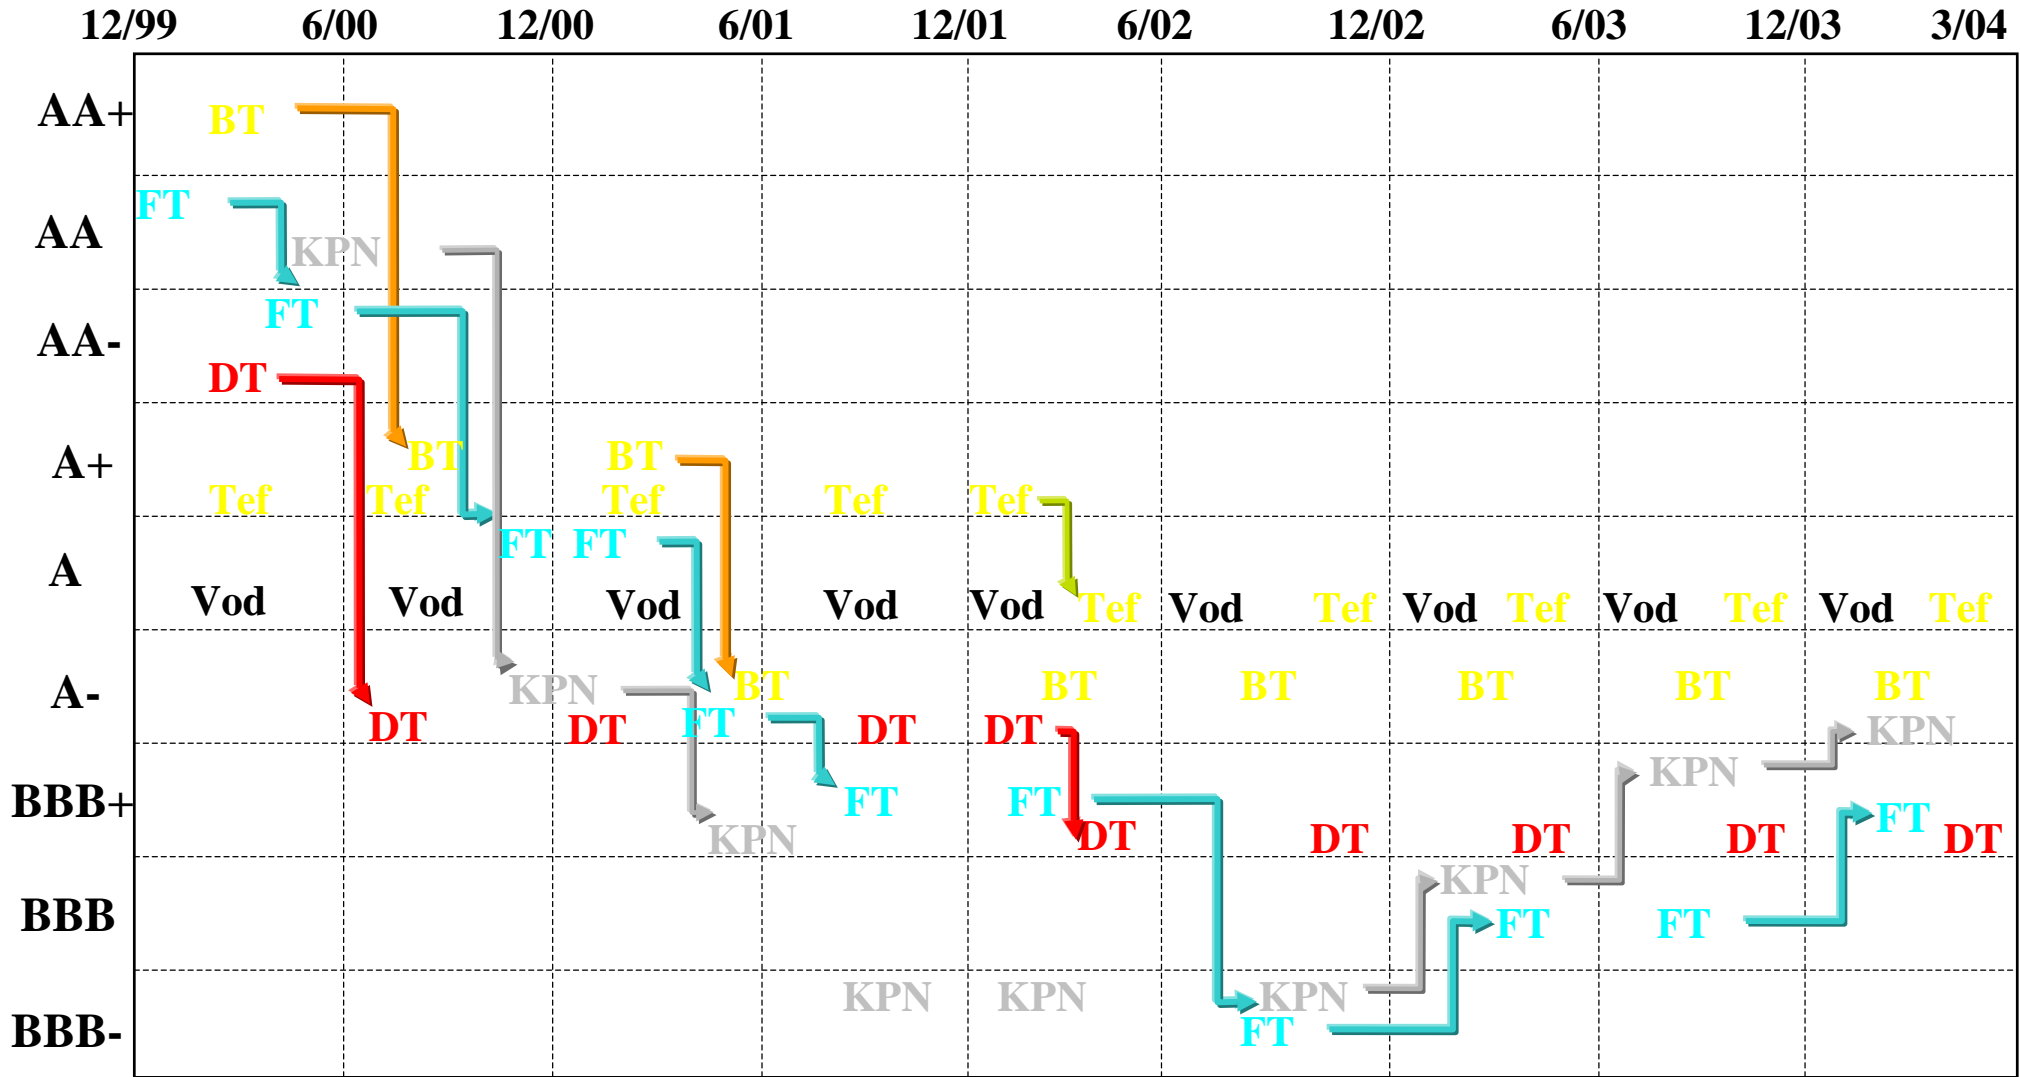 12/99 6/00 12/00 6/01 12/01 6/02 12/02 6/03 12/03 3/04
AA+ BT
FT
AA KPN
FT
AA-
DT
A+ BT BT
Tef Tef Tef Tef Tef
FT FT
A
Vod Vod Vod Vod Vod Tef Vod Tef Vod Tef Vod Tef Vod Tef
A- KPN BT BT BT BT BT BT
DT DT FT DT DT KPN
KPN
BBB+ FT FT FT
KPN DT DT DT DT DT
KPN
BBB FT FT
KPN KPN KPN
BBB- FT